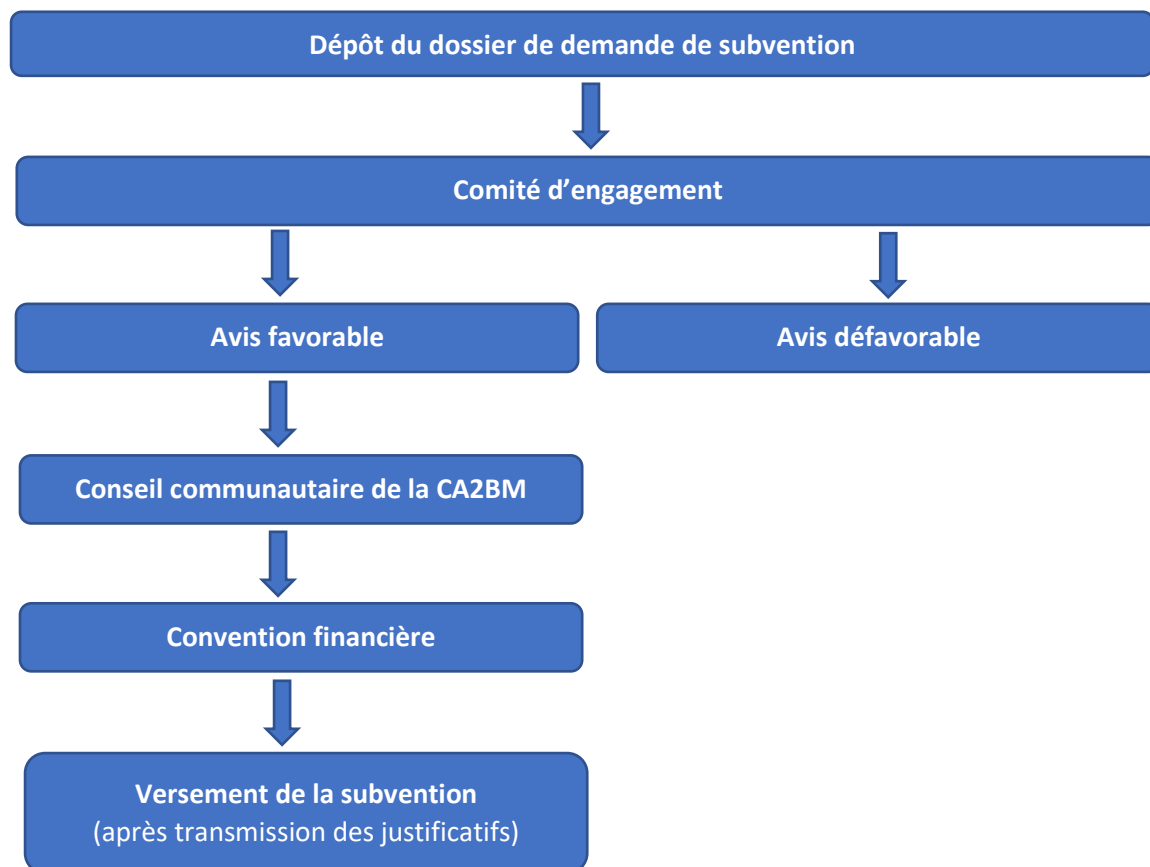 Dépôt du dossier de demande de subvention
Comité d’engagement
Avis favorable
Avis défavorable
Conseil communautaire de la CA2BM
Convention financière
Versement de la subvention
(après transmission des justificatifs)